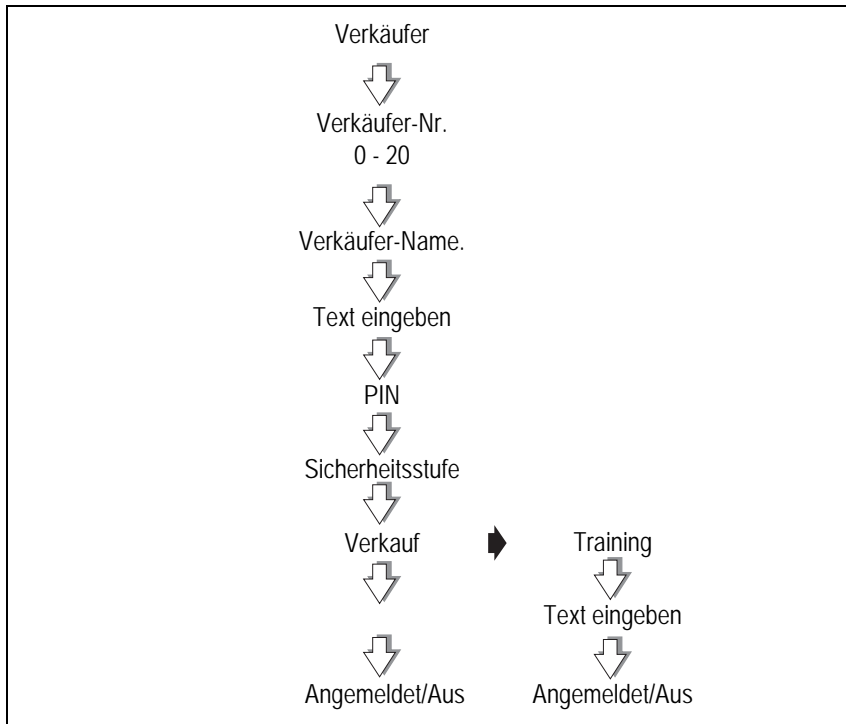 Verkäufer
Verkäufer-Nr.
0 - 20
Verkäufer-Name.
Text eingeben
PIN
Sicherheitsstufe
Verkauf
Training
Text eingeben
Angemeldet/Aus
Angemeldet/Aus